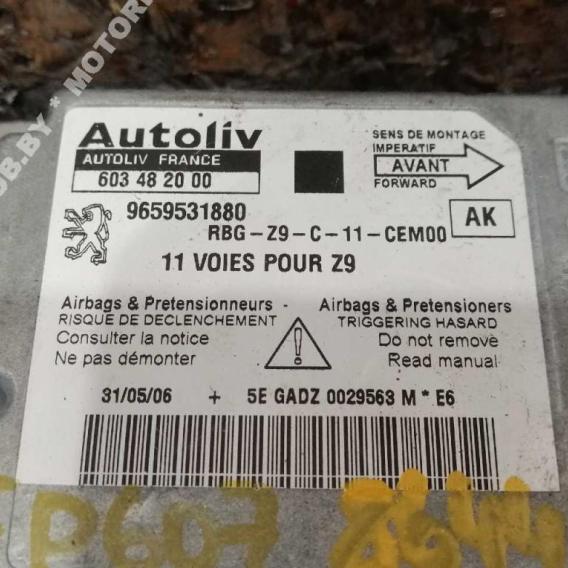 Autoliv
AUTOLIV FRANCE
603 48 20 00
SENS DE MONTAGE
IMPERATIF
AVANT
FORWARD
9659531880
RBG-Z9-C-11-CEM00
AK
11 VOIES POUR Z9
Airbags & Pretensionneurs
RISQUE DE DECLENCHEMENT
Consulter la notice
Ne pas démonter
Airbags & Pretensioners
TRIGGERING HASARD
Do not remove
Read manual
31/05/06 + 5E GADZ 0029563 M * E6
P607